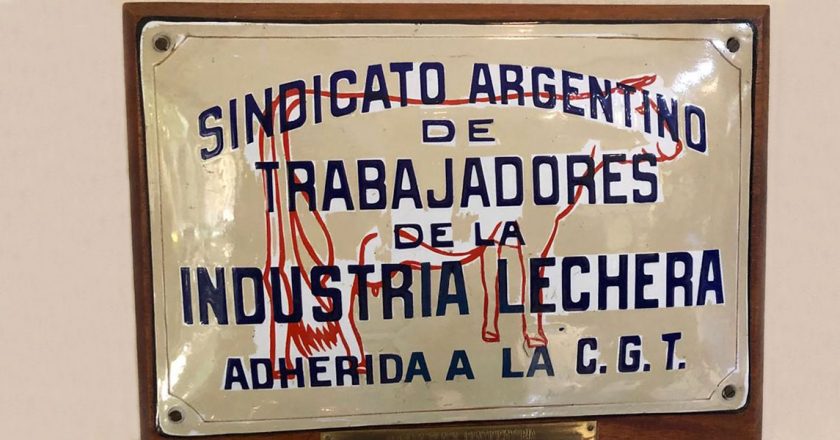 SINDICATO ARGENTINO
DE
TRABAJADORES
DE LA
INDUSTRIA LECHERA
ADHERIDA A LA C.G.T.